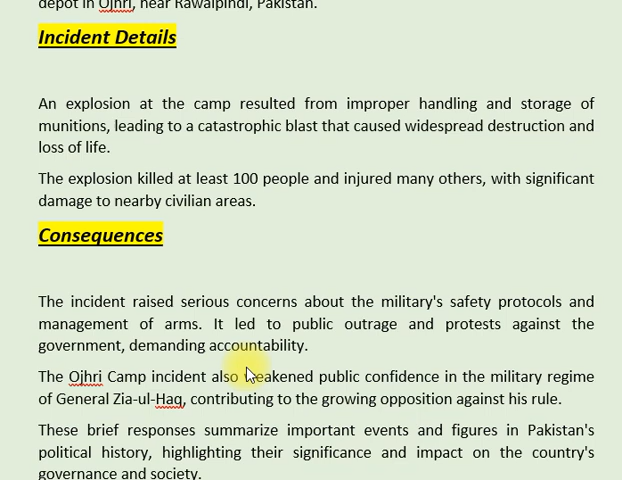 depot in Ojhri, near Rawalpindi, Pakistan.
Incident Details
An explosion at the camp resulted from improper handling and storage of
munitions, leading to a catastrophic blast that caused widespread destruction and
loss of life.
The explosion killed at least 100 people and injured many others, with significant
damage to nearby civilian areas.
Consequences
The incident raised serious concerns about the military's safety protocols and
management of arms. It led to public outrage and protests against the
government, demanding accountability.
The Ojhri Camp incident also weakened public confidence in the military regime
of General Zia-ul-Haq, contributing to the growing opposition against his rule.
These brief responses summarize important events and figures in Pakistan's
political history, highlighting their significance and impact on the country's
governance and society.